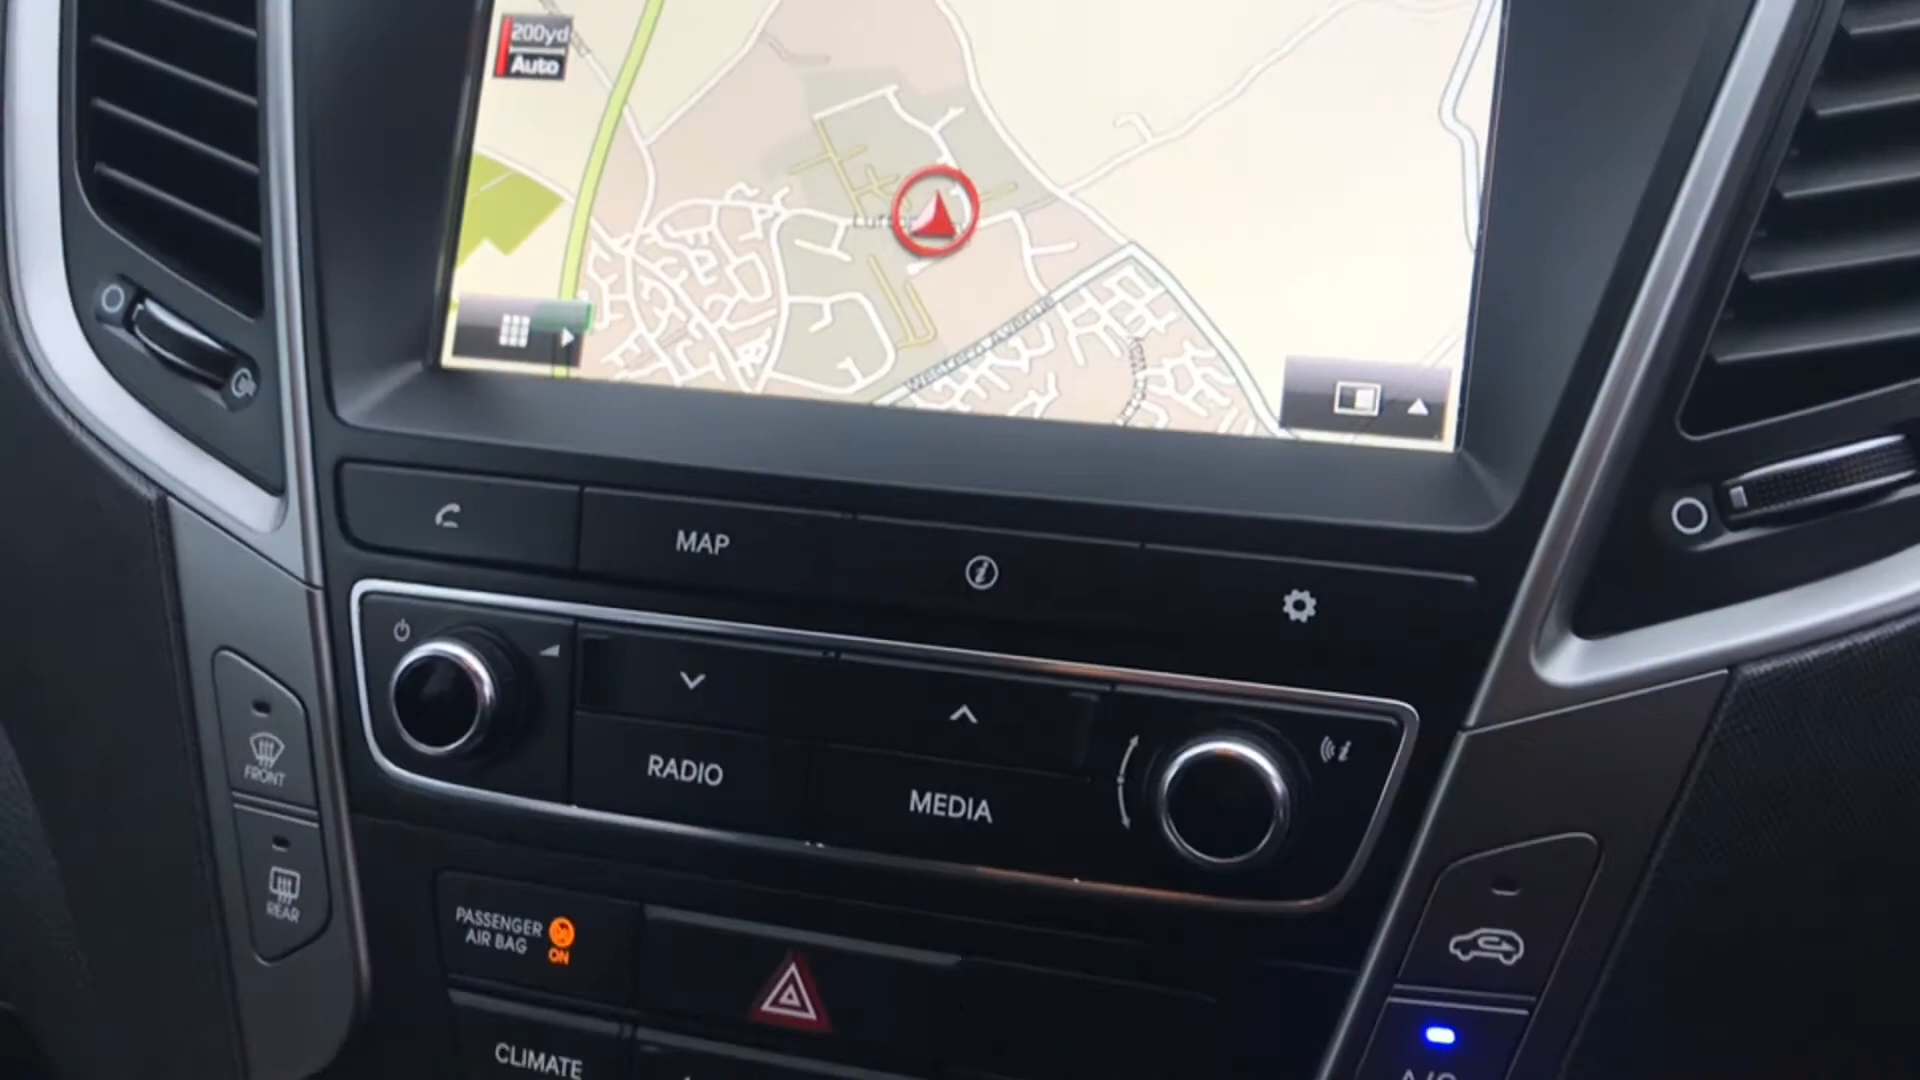 200yd
Auto
MAP
RADIO
MEDIA
FRONT
REAR
PASSENGER
AIR BAG
ON
CLIMATE